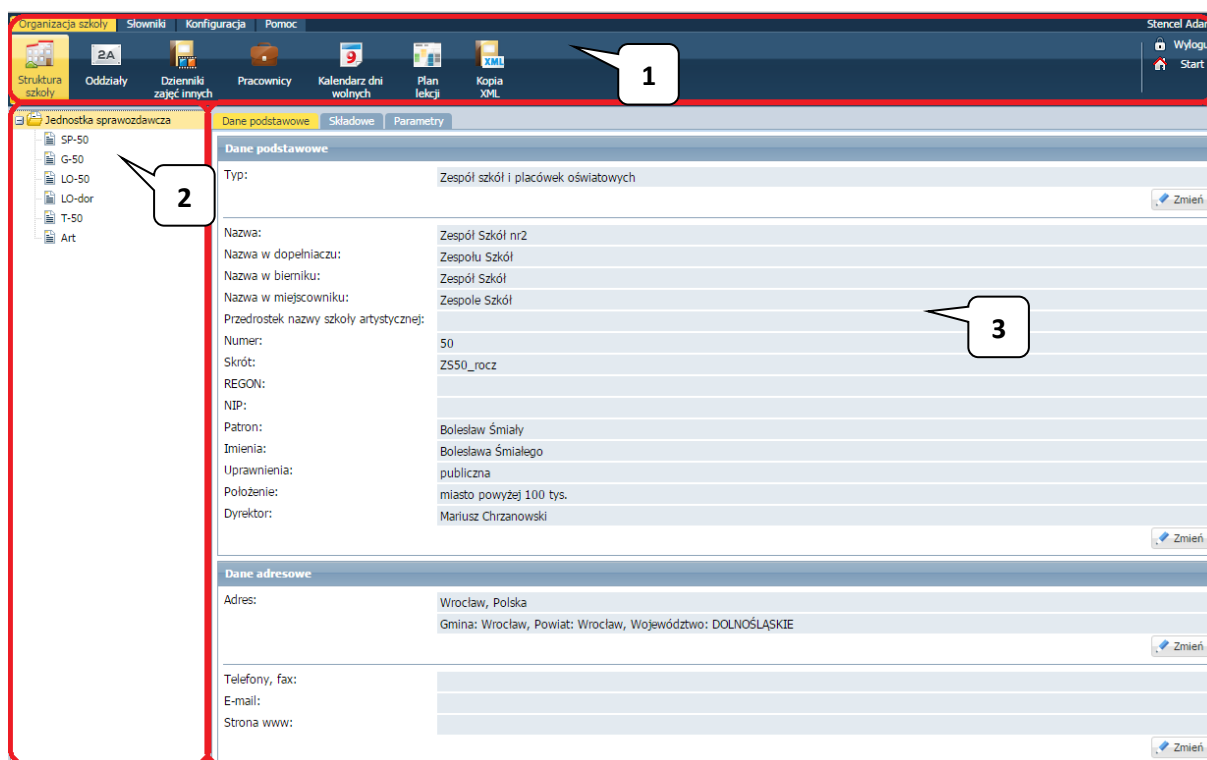 Organizacja szkoły Słowniki Konfiguracja Pomoc Stencel Adam
2A 9 XML
Struktura szkoły Oddziały Dzienniki zajęć innych Pracownicy Kalendarz dni wolnych Plan lekcji Kopia XML
Wylogu
Start
1
Jednostka sprawozdawcza
SP-50
G-50
LO-50
LO-dor
T-50
Art
2
Dane podstawowe Składowe Parametry
Dane podstawowe
Typ: Zespół szkół i placówek oświatowych
Zmień
Nazwa: Zespół Szkół nr2
Nazwa w dopełniaczu: Zespołu Szkół
Nazwa w bierniku: Zespół Szkół
Nazwa w miejscowniku: Zespole Szkół
Przedrostek nazwy szkoły artystycznej:
3
Numer: 50
Skrót: ZS50_rocz
REGON:
NIP:
Patron: Bolesław Śmiały
Imienia: Bolesława Śmiałego
Uprawnienia: publiczna
Położenie: miasto powyżej 100 tys.
Dyrektor: Mariusz Chrzanowski
Zmień
Dane adresowe
Adres: Wrocław, Polska
Gmina: Wrocław, Powiat: Wrocław, Województwo: DOLNOŚLĄSKIE
Zmień
Telefony, fax:
E-mail:
Strona www:
Zmień